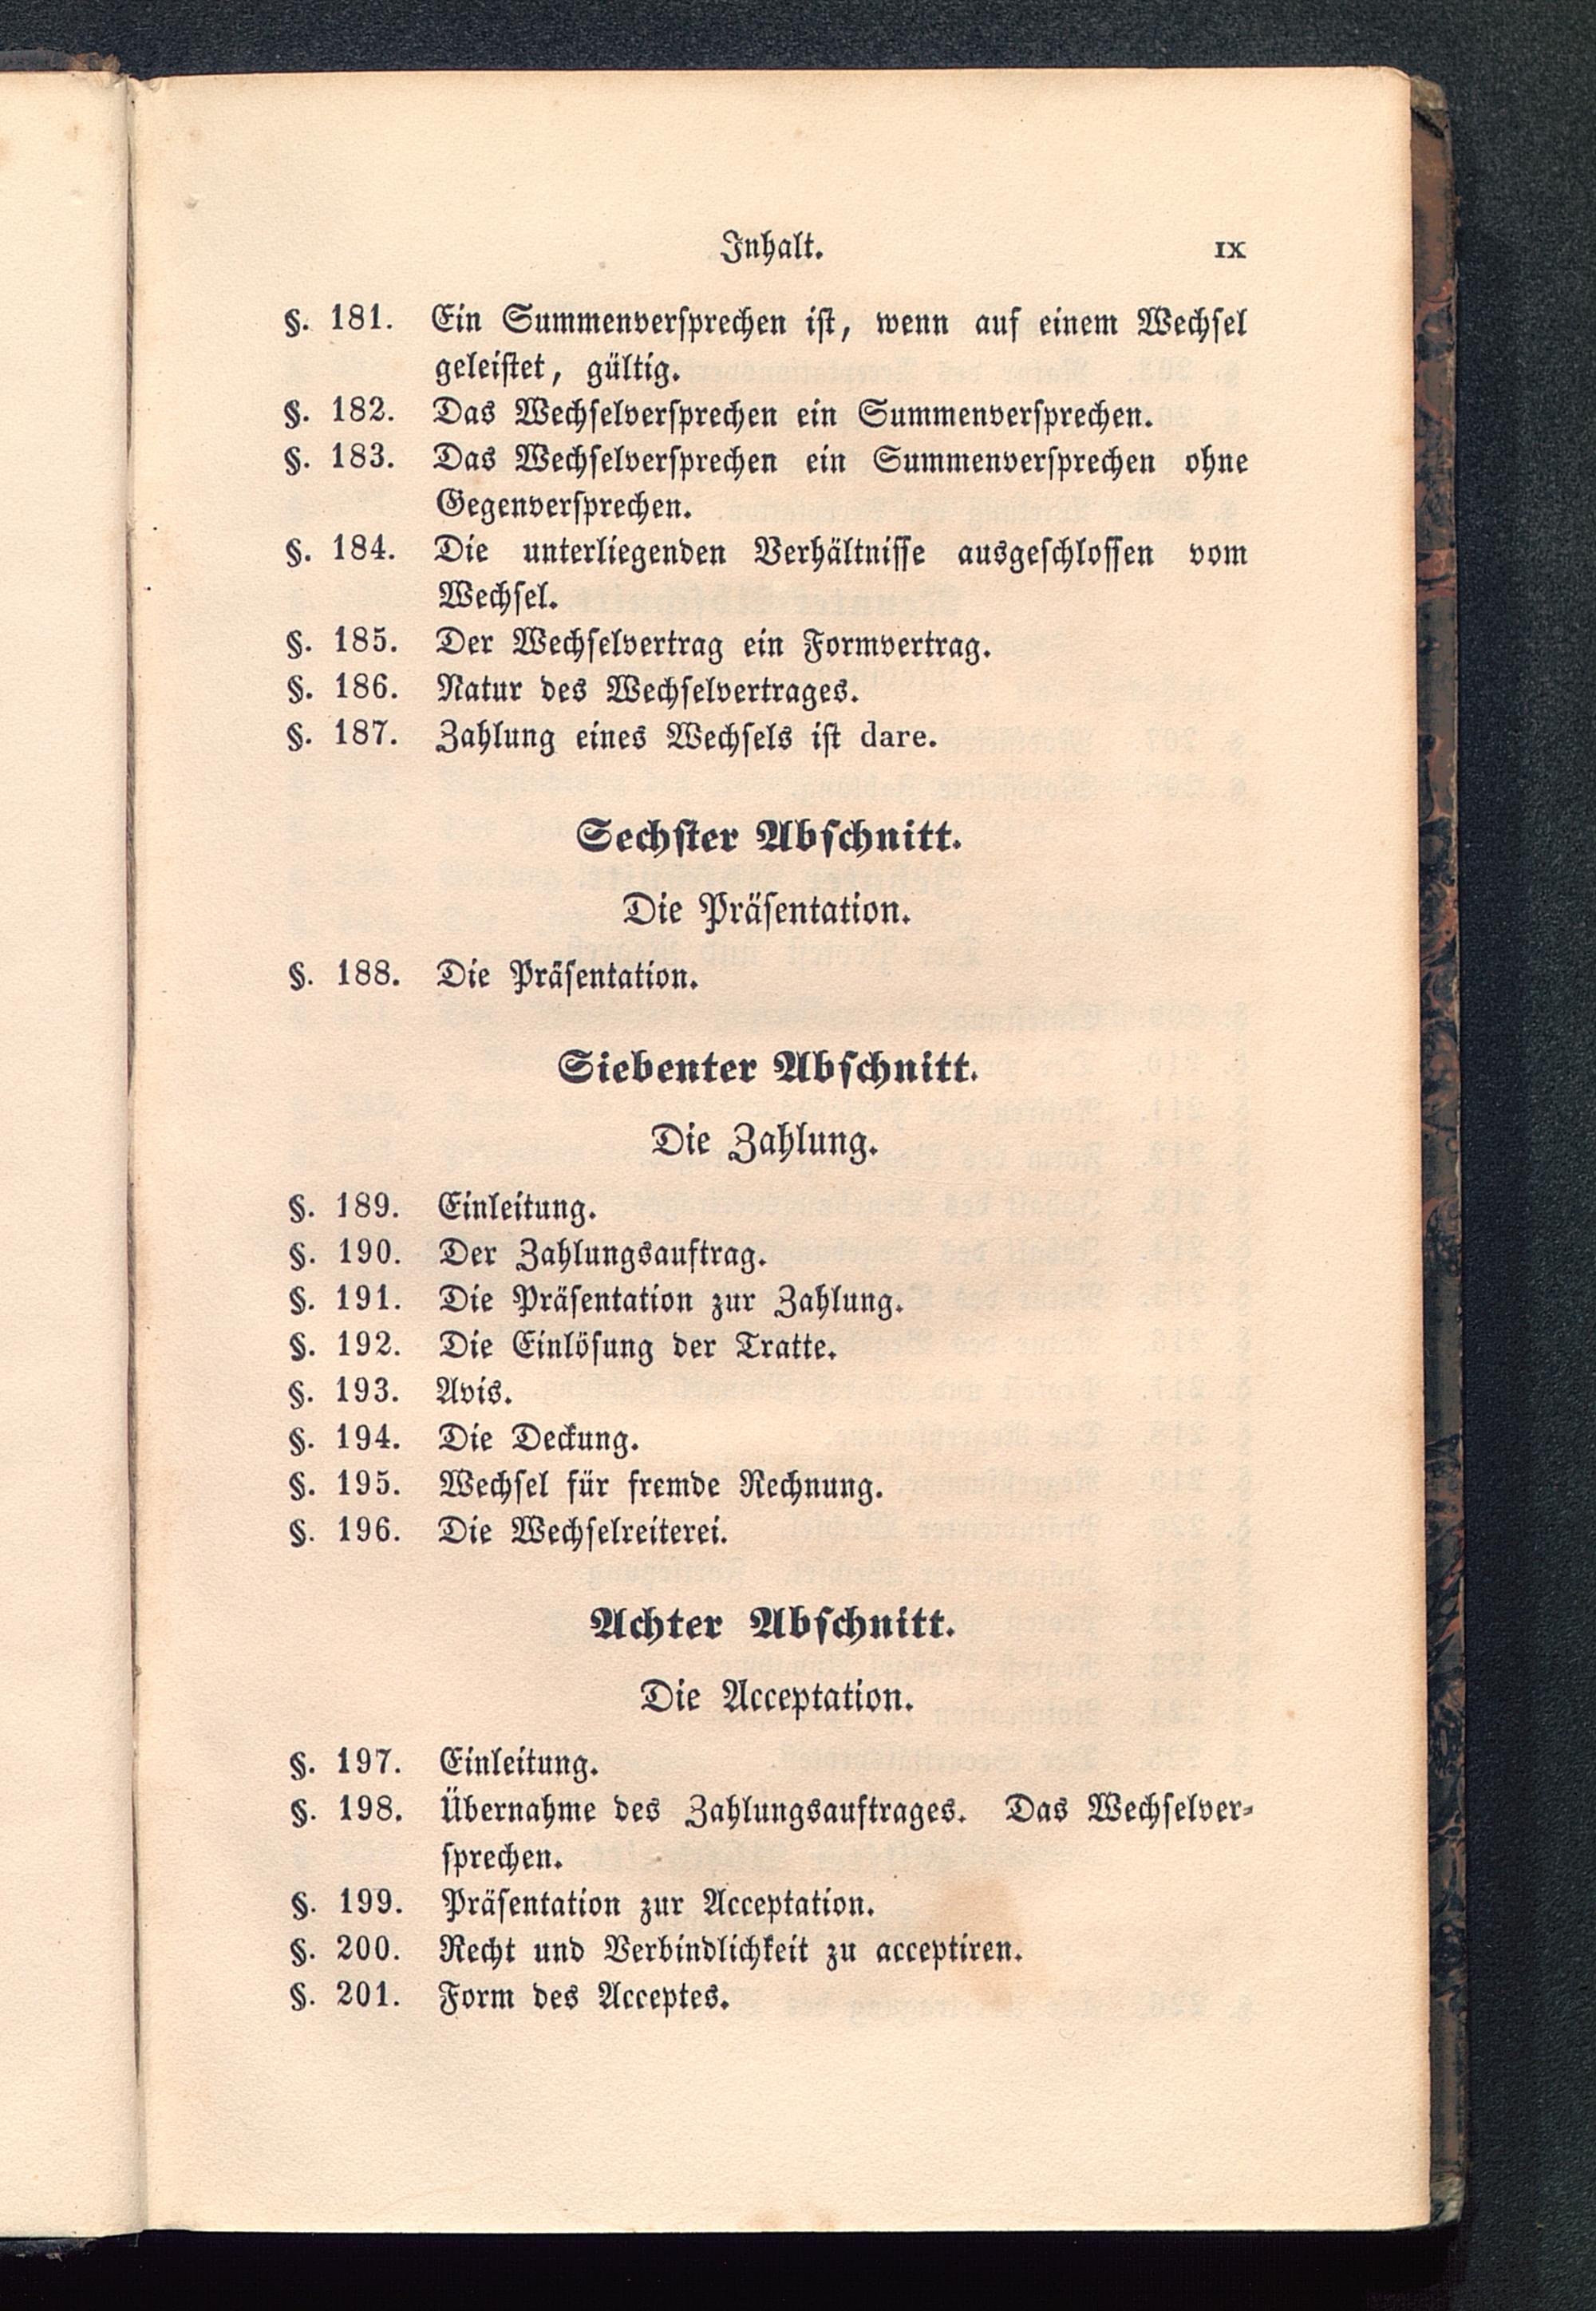 Inhalt. IX
§. 181. Ein Summenversprechen ist, wenn auf einem Wechsel
geleistet, gültig.
§. 182. Das Wechselversprechen ein Summenversprechen.
§. 183. Das Wechselversprechen ein Summenversprechen ohne
Gegenversprechen.
§. 184. Die unterliegenden Verhältnisse ausgeschlossen vom
Wechsel.
§. 185. Der Wechselvertrag ein Formvertrag.
§. 186. Natur des Wechselvertrages.
§. 187. Zahlung eines Wechsels ist dare.
Sechster Abschnitt.
Die Präsentation.
§. 188. Die Präsentation.
Siebenter Abschnitt.
Die Zahlung.
§. 189. Einleitung.
§. 190. Der Zahlungsauftrag.
§. 191. Die Präsentation zur Zahlung.
§. 192. Die Einlösung der Tratte.
§. 193. Avis.
§. 194. Die Deckung.
§. 195. Wechsel für fremde Rechnung.
§. 196. Die Wechselreiterei.
Achter Abschnitt.
Die Acceptation.
§. 197. Einleitung.
§. 198. Übernahme des Zahlungsauftrages. Das Wechselver-
sprechen.
§. 199. Präsentation zur Acceptation.
§. 200. Recht und Verbindlichkeit zu acceptiren.
§. 201. Form des Acceptes.